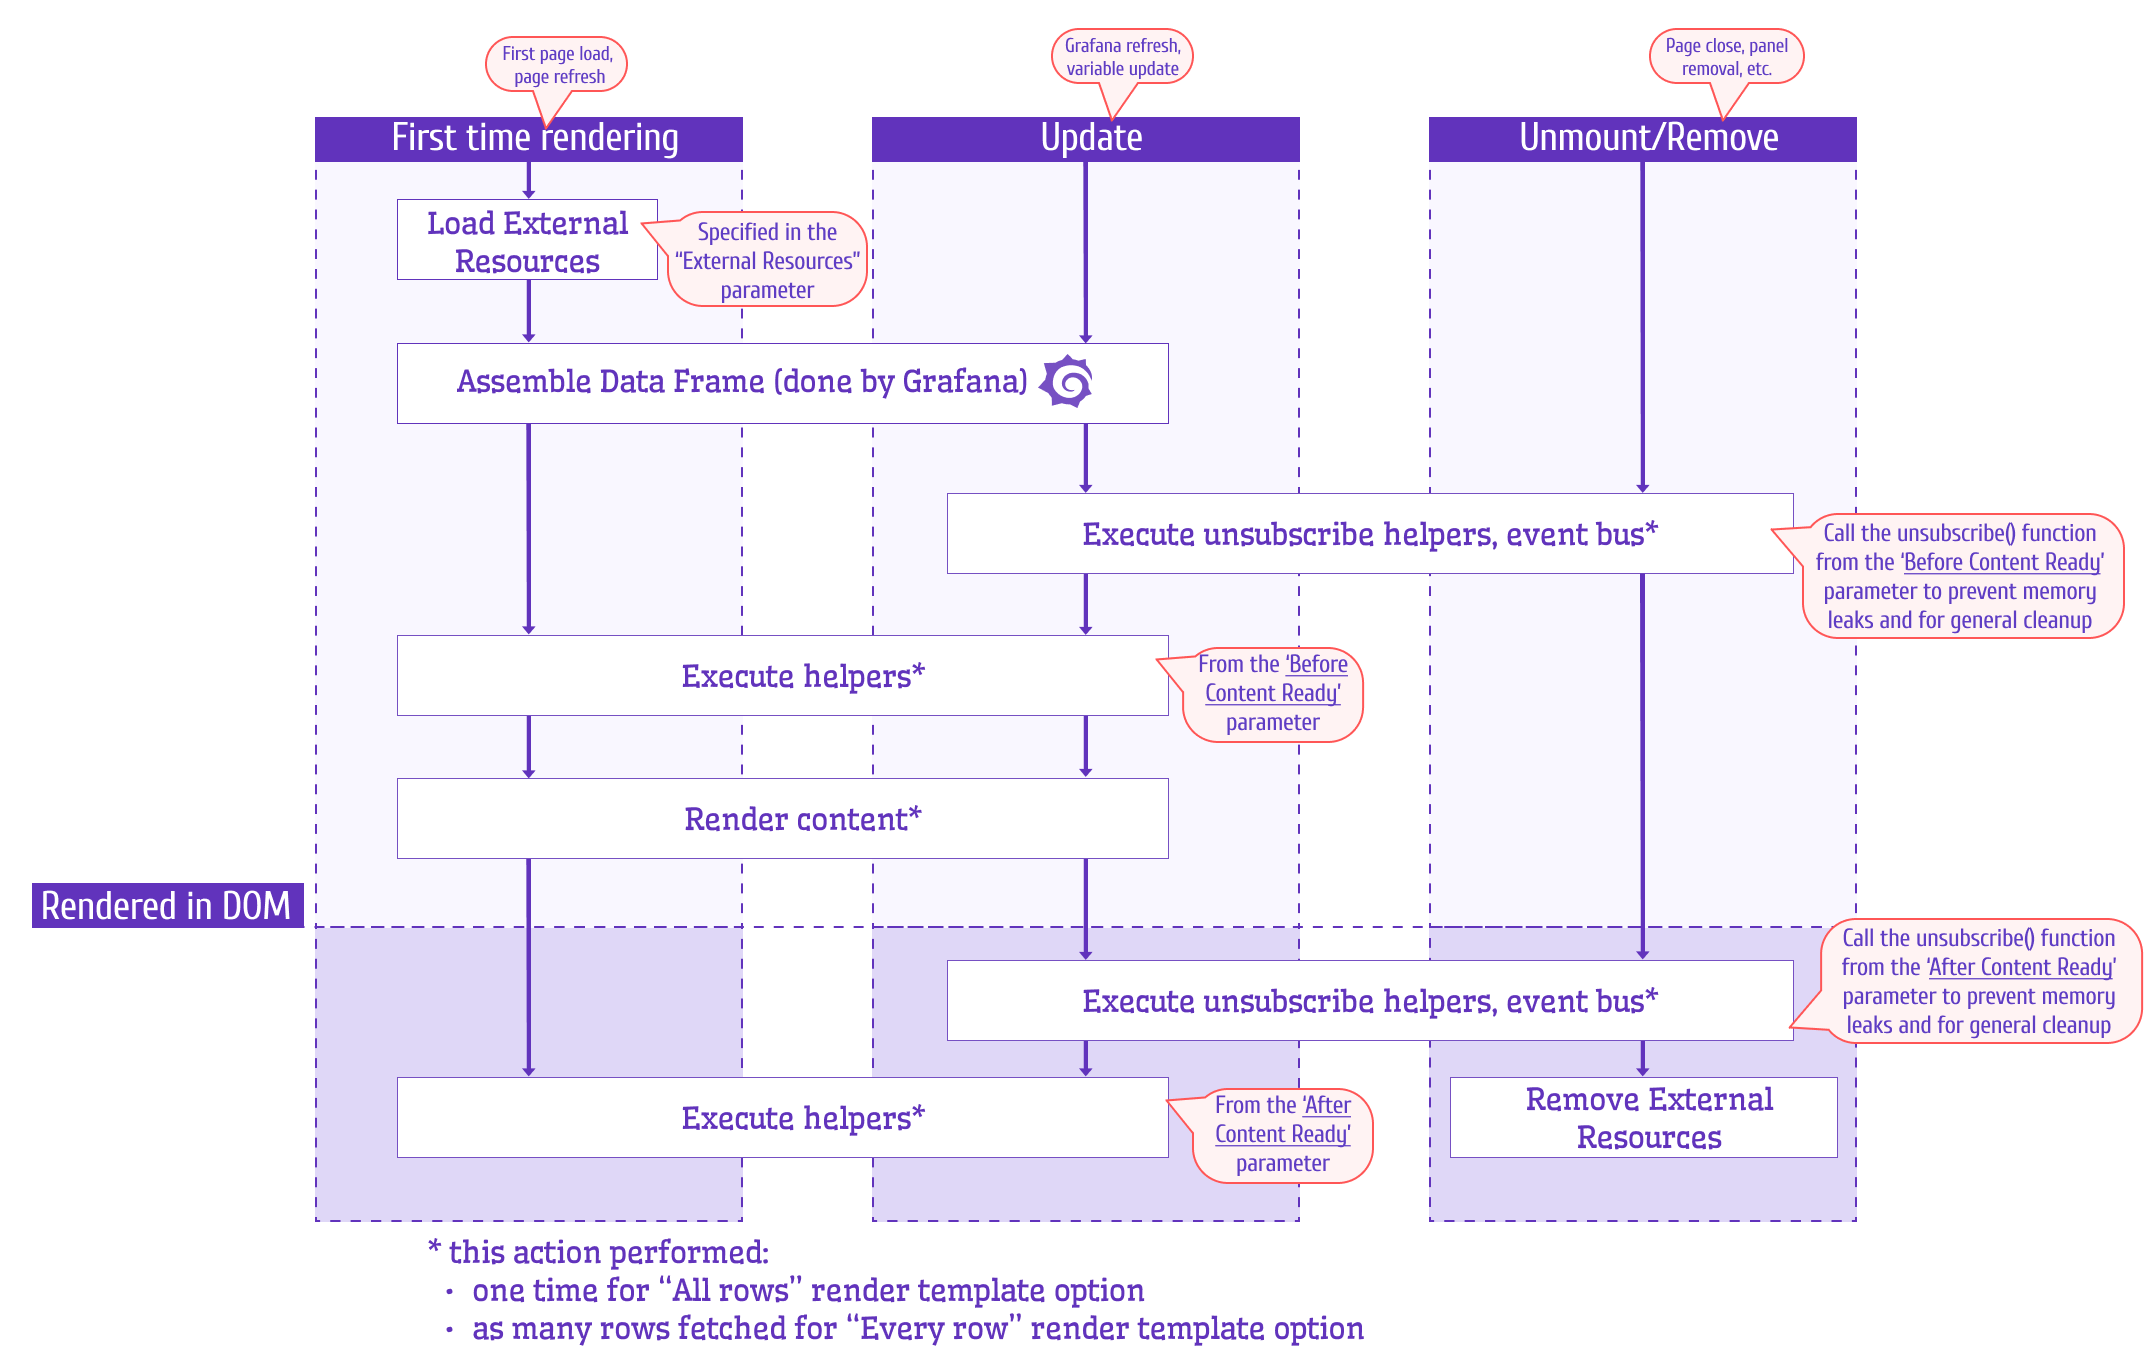 First page load,
page refresh
Grafana refresh,
variable update
Page close, panel
removal, etc.
First time rendering
Update
Unmount/Remove
Load External
Resources
Specified in the
“External Resources”
parameter
Assemble Data Frame (done by Grafana)
Execute unsubscribe helpers, event bus*
Call the unsubscribe() function
from the ‘Before Content Ready’
parameter to prevent memory
leaks and for general cleanup
Execute helpers*
From the ‘Before
Content Ready’
parameter
Render content*
Rendered in DOM
Execute unsubscribe helpers, event bus*
Call the unsubscribe() function
from the ‘After Content Ready’
parameter to prevent memory
leaks and for general cleanup
Execute helpers*
From the ‘After
Content Ready’
parameter
Remove External
Resources
* this action performed:
· one time for “All rows” render template option
· as many rows fetched for “Every row” render template option